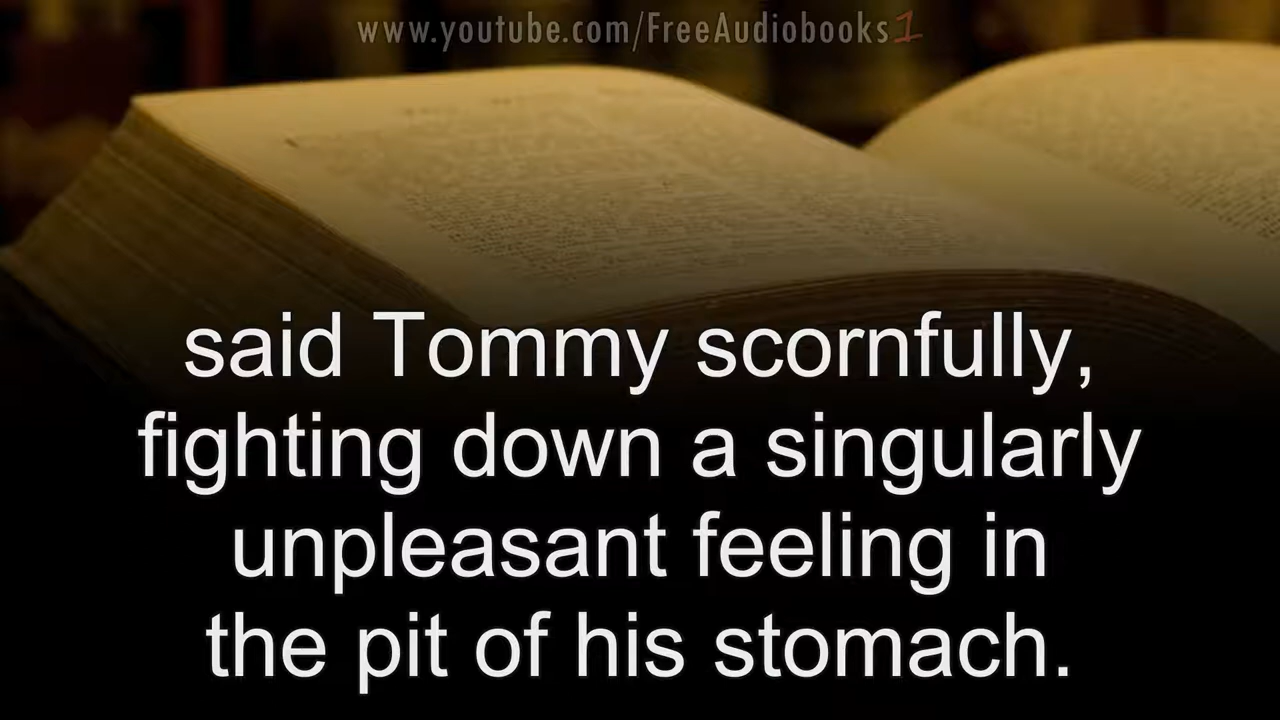 www.youtube.com/FreeAudiobooks1
said Tommy scornfully,
fighting down a singularly
unpleasant feeling in
the pit of his stomach.